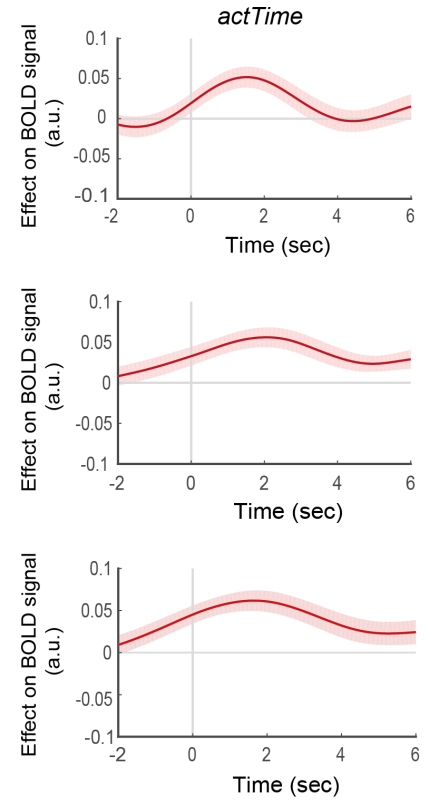 actTime
Effect on BOLD signal
(a.u.)
0.1
0.05
0
-0.05
-0.1
-2 0 2 4 6
Time (sec)
Effect on BOLD signal
(a.u.)
0.1
0.05
0
-0.05
-0.1
-2 0 2 4 6
Time (sec)
Effect on BOLD signal
(a.u.)
0.1
0.05
0
-0.05
-0.1
-2 0 2 4 6
Time (sec)